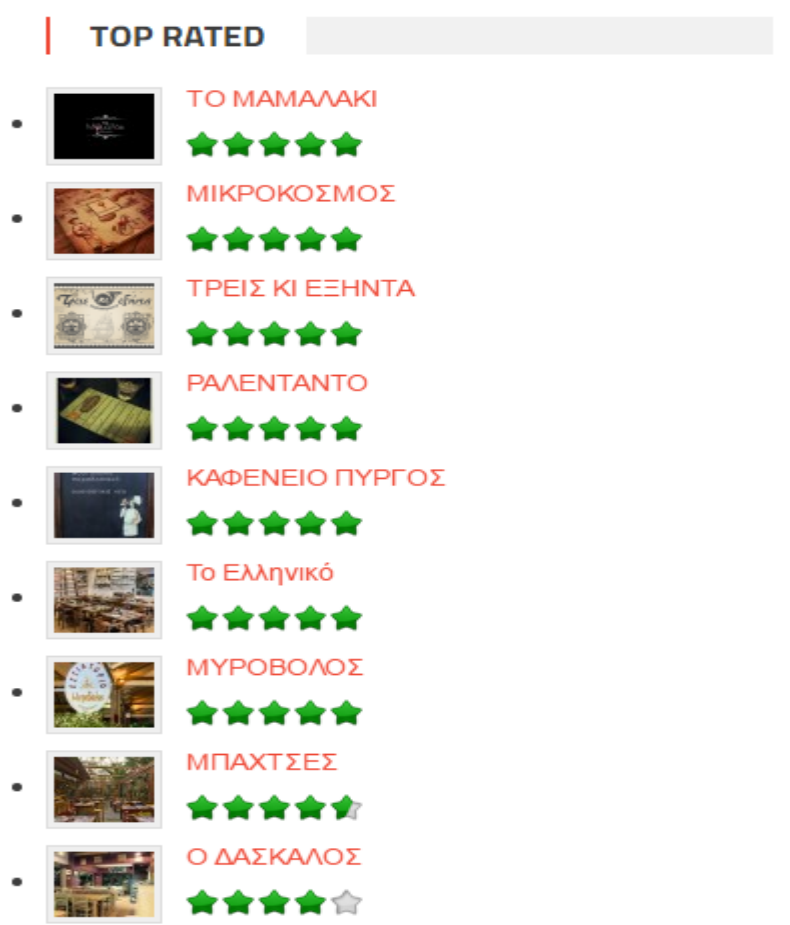 TOP RATED
ΤΟ ΜΑΜΑΛΑΚΙ
ΜΙΚΡΟΚΟΣΜΟΣ
ΤΡΕΙΣ ΚΙ ΕΞΗΝΤΑ
ΡΑΛΕΝΤΑΝΤΟ
ΚΑΦΕΝΕΙΟ ΠΥΡΓΟΣ
Το Ελληνικό
ΜΥΡΟΒΟΛΟΣ
ΜΠΑΧΤΣΕΣ
Ο ΔΑΣΚΑΛΟΣ